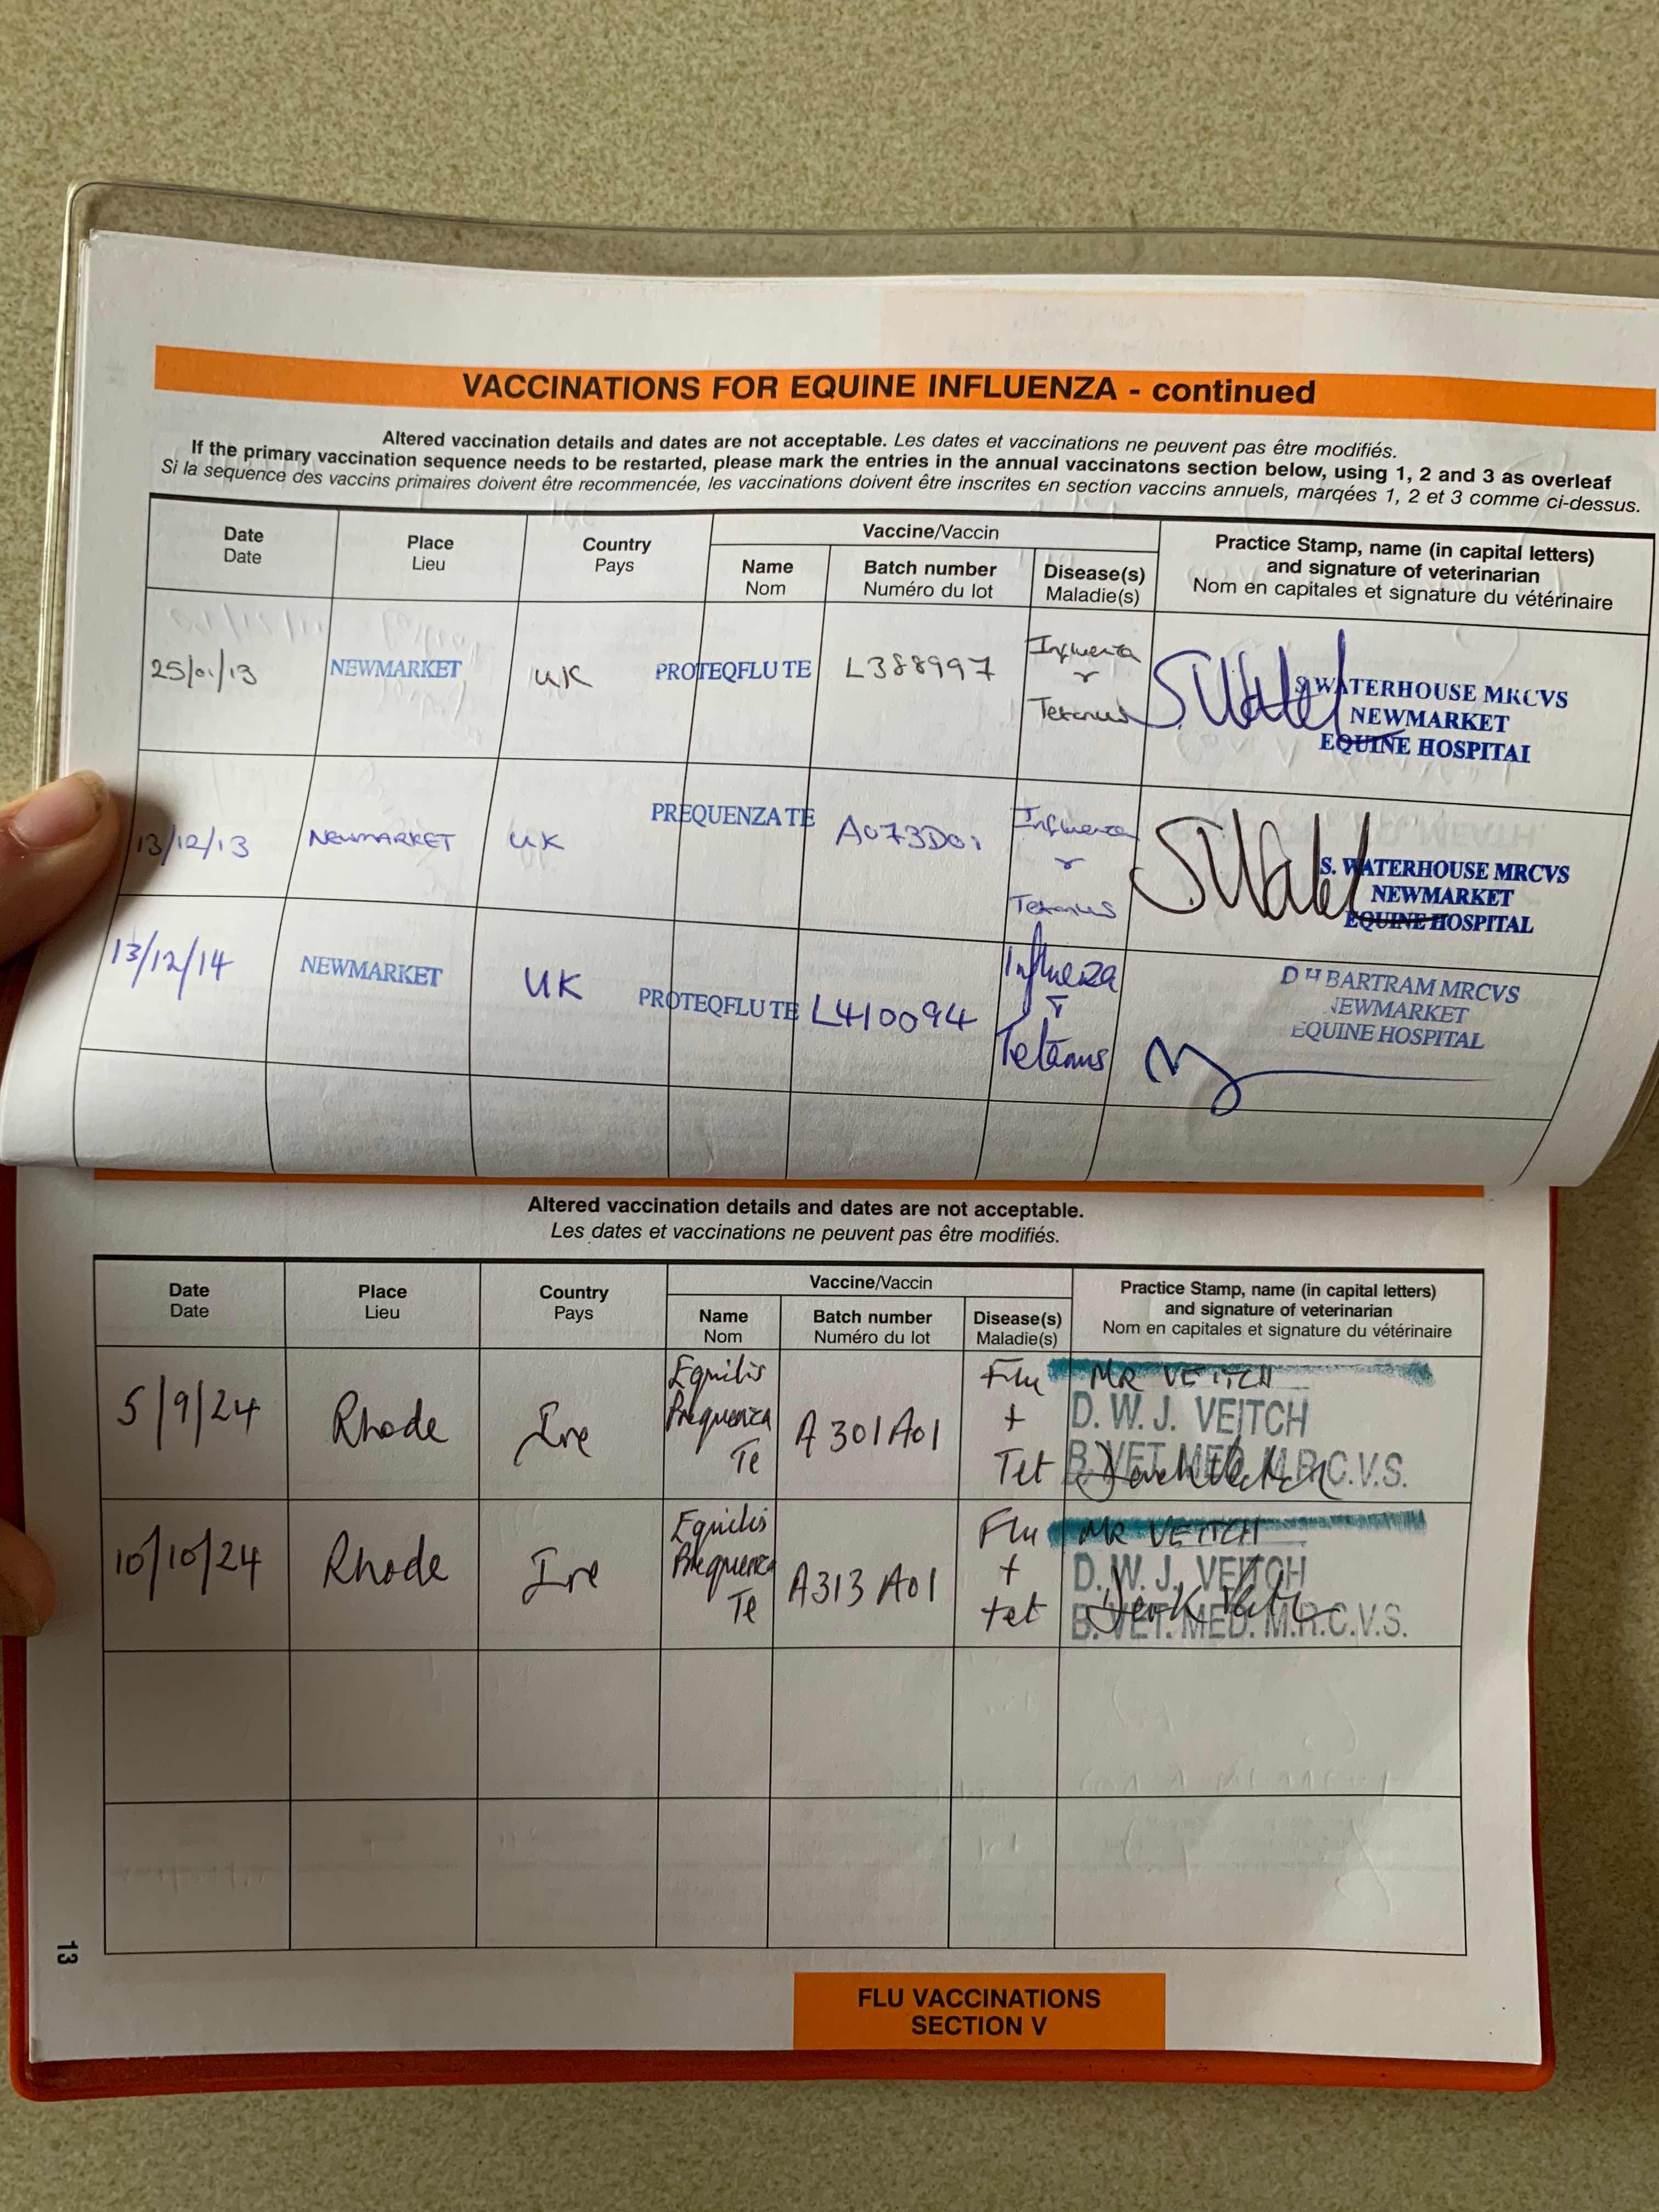 VACCINATIONS FOR EQUINE INFLUENZA - continued
Altered vaccination details and dates are not acceptable. Les dates et vaccinations ne peuvent pas être modifiés.
If the primary vaccination sequence needs to be restarted, please mark the entries in the annual vaccinatons section below, using 1, 2 and 3 as overleaf
Si la sequence des vaccins primaires doivent être recommencée, les vaccinations doivent être inscrites en section vaccins annuels, marqées 1, 2 et 3 comme ci-dessus.
Date
Date
Place
Lieu
Country
Pays
Vaccine/Vaccin
Name
Nom
Batch number
Numéro du lot
Disease(s)
Maladie(s)
Practice Stamp, name (in capital letters)
and signature of veterinarian
Nom en capitales et signature du vétérinaire
25/01/13
NEWMARKET
UK
PROTEQFLU TE
L388997
Influenza
Tetanus
S WATERHOUSE MRCVS
NEWMARKET
EQUINE HOSPITAL
13/12/13
NEWMARKET
UK
PREQUENZA TE
A073D01
Influenza
Tetanus
S. WATERHOUSE MRCVS
NEWMARKET
EQUINE HOSPITAL
13/12/14
NEWMARKET
UK
PROTEQFLU TE
L410094
Influenza
Tetanus
D H BARTRAM MRCVS
NEWMARKET
EQUINE HOSPITAL
Altered vaccination details and dates are not acceptable.
Les dates et vaccinations ne peuvent pas être modifiés.
Date
Date
Place
Lieu
Country
Pays
Vaccine/Vaccin
Name
Nom
Batch number
Numéro du lot
Disease(s)
Maladie(s)
Practice Stamp, name (in capital letters)
and signature of veterinarian
Nom en capitales et signature du vétérinaire
5/9/24
Rhode
Ire
Equilis
Prequenza
Te
A301A01
Flu
+
Tet
MR VEITCH
D. W. J. VEITCH
B. VET. MED. M.R.C.V.S.
10/10/24
Rhode
Ire
Equilis
Prequenza
Te
A313A01
Flu
+
tet
MR VEITCH
D. W. J. VEITCH
B. VET. MED. M.R.C.V.S.
13
FLU VACCINATIONS
SECTION V